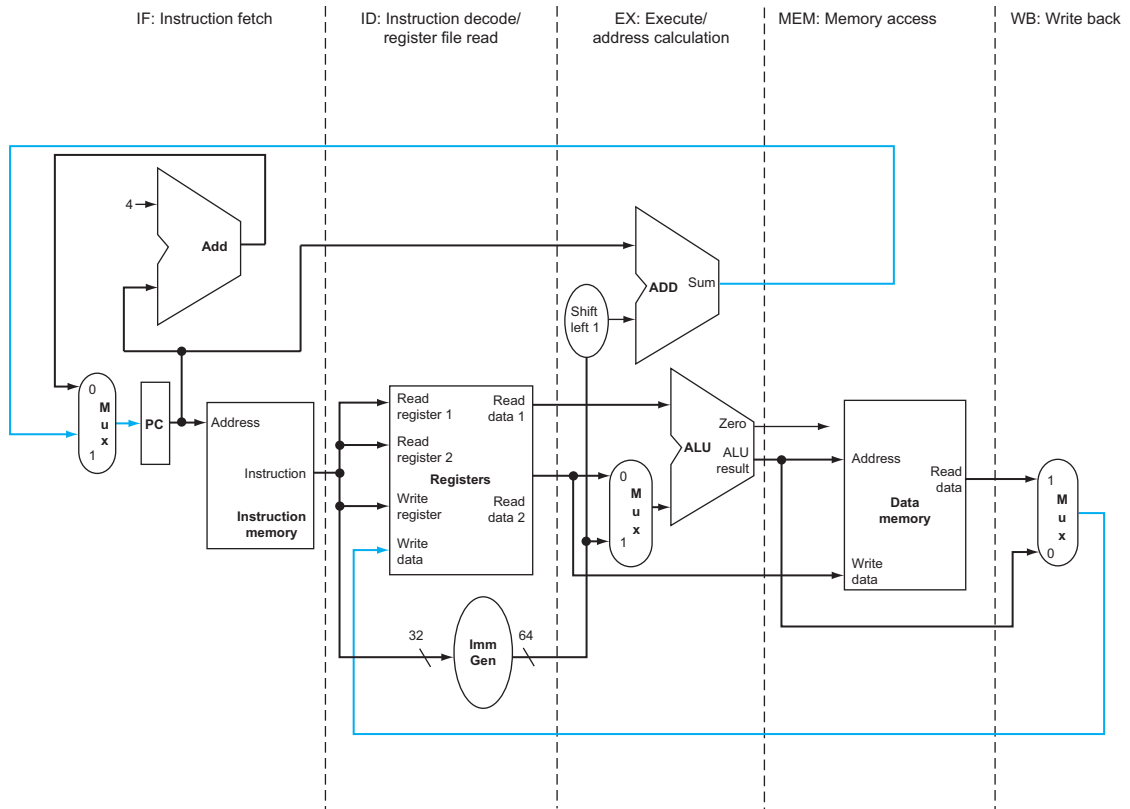 IF: Instruction fetch
ID: Instruction decode/
register file read
EX: Execute/
address calculation
MEM: Memory access
WB: Write back
4
Add
ADD
Sum
Shift
left 1
0
M
u
x
1
PC
Address
Instruction
Instruction
memory
Read
register 1
Read
register 2
Write
register
Write
data
Registers
Read
data 1
Read
data 2
0
M
u
x
1
Zero
ALU
ALU
result
Address
Read
data
Data
memory
Write
data
1
M
u
x
0
32
Imm
Gen
64